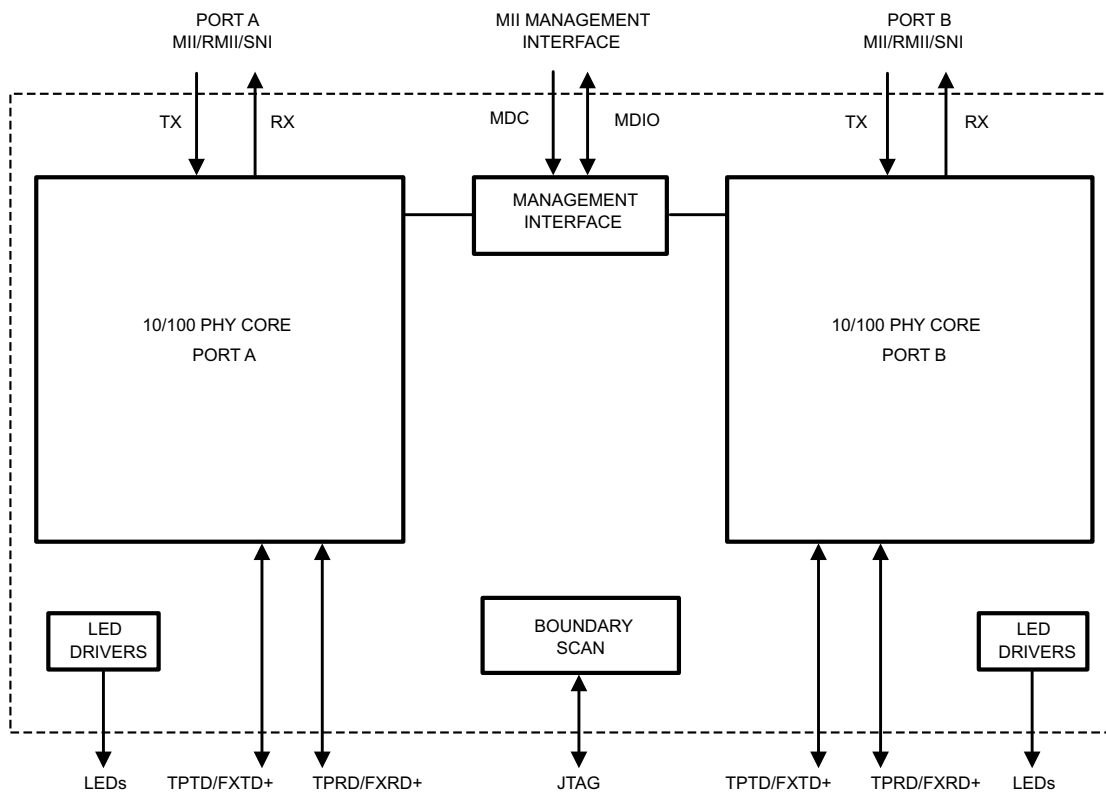 PORT A
MII/RMII/SNI
MII MANAGEMENT
INTERFACE
PORT B
MII/RMII/SNI
TX
RX
MDC
MDIO
TX
RX
MANAGEMENT
INTERFACE
10/100 PHY CORE
PORT A
10/100 PHY CORE
PORT B
LED
DRIVERS
BOUNDARY
SCAN
LED
DRIVERS
LEDs
TPTD/FXTD+
TPRD/FXRD+
JTAG
TPTD/FXTD+
TPRD/FXRD+
LEDs